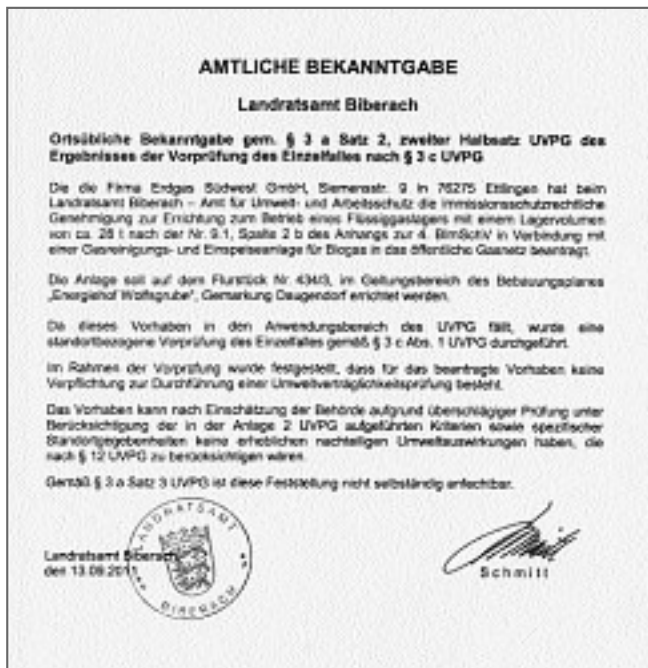 AMTLICHE BEKANNTGABE
Landratsamt Biberach
Ortsübliche Bekanntgabe gem. § 3 a Satz 2, zweiter Halbsatz UVPG des
Ergebnisses der Vorprüfung des Einzelfalles nach § 3 c UVPG
Die die Firma Erdgas Südwest GmbH, Siemensstr. 9 in 76275 Ettlingen hat beim
Landratsamt Biberach – Amt für Umwelt- und Arbeitsschutz die immissionsschutzrechtliche
Genehmigung zur Errichtung zum Betrieb eines Flüssiggaslagers mit einem Lagervolumen
von ca. 28 t nach der Nr. 9.1, Spalte 2 b des Anhangs zur 4. BImSchV in Verbindung mit
einer Gasreinigungs- und Einspeiseanlage für Biogas in das öffentliche Gasnetz beantragt.
Die Anlage soll auf dem Flurstück Nr. 434/3, im Geltungsbereich des Bebauungsplanes
„Energiehof Wolfsgrube", Gemarkung Daugendorf errichtet werden.
Da dieses Vorhaben in den Anwendungsbereich des UVPG fällt, wurde eine
standortbezogene Vorprüfung des Einzelfalles gemäß § 3 c Abs. 1 UVPG durchgeführt.
Im Rahmen der Vorprüfung wurde festgestellt, dass für das beantragte Vorhaben keine
Verpflichtung zur Durchführung einer Umweltverträglichkeitsprüfung besteht.
Das Vorhaben kann nach Einschätzung der Behörde aufgrund überschlägiger Prüfung unter
Berücksichtigung der in der Anlage 2 UVPG aufgeführten Kriterien sowie spezifischer
Standortgegebenheiten keine erheblichen nachteiligen Umweltauswirkungen haben, die
nach § 12 UVPG zu berücksichtigen wären.
Gemäß § 3 a Satz 3 UVPG ist diese Feststellung nicht selbständig anfechtbar.
LANDRATSAMT
BIBERACH
Landratsamt Biberach
den 13.09.2011
Schmitt